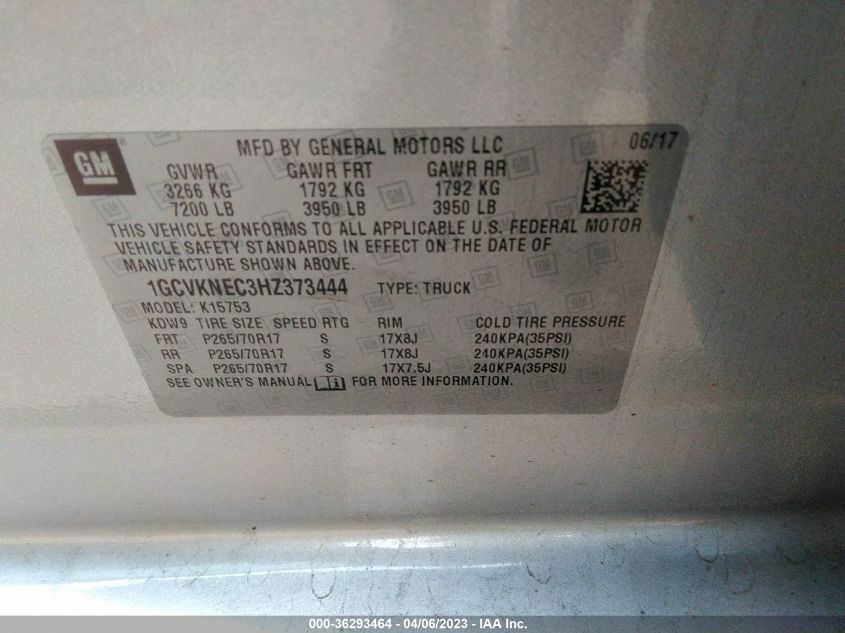 GM
MFD BY GENERAL MOTORS LLC 06/17
GVWR GAWR FRT GAWR RR
3266 KG 1792 KG 1792 KG
7200 LB 3950 LB 3950 LB
THIS VEHICLE CONFORMS TO ALL APPLICABLE U.S. FEDERAL MOTOR
VEHICLE SAFETY STANDARDS IN EFFECT ON THE DATE OF
MANUFACTURE SHOWN ABOVE.
1GCVKNEC3HZ373444 TYPE: TRUCK
MODEL: K15753
KDW9 TIRE SIZE SPEED RTG RIM COLD TIRE PRESSURE
FRT P265/70R17 S 17X8J 240KPA(35PSI)
RR P265/70R17 S 17X8J 240KPA(35PSI)
SPA P265/70R17 S 17X7.5J 240KPA(35PSI)
SEE OWNER'S MANUAL FOR MORE INFORMATION.
000-36293464 - 04/06/2023 - IAA Inc.